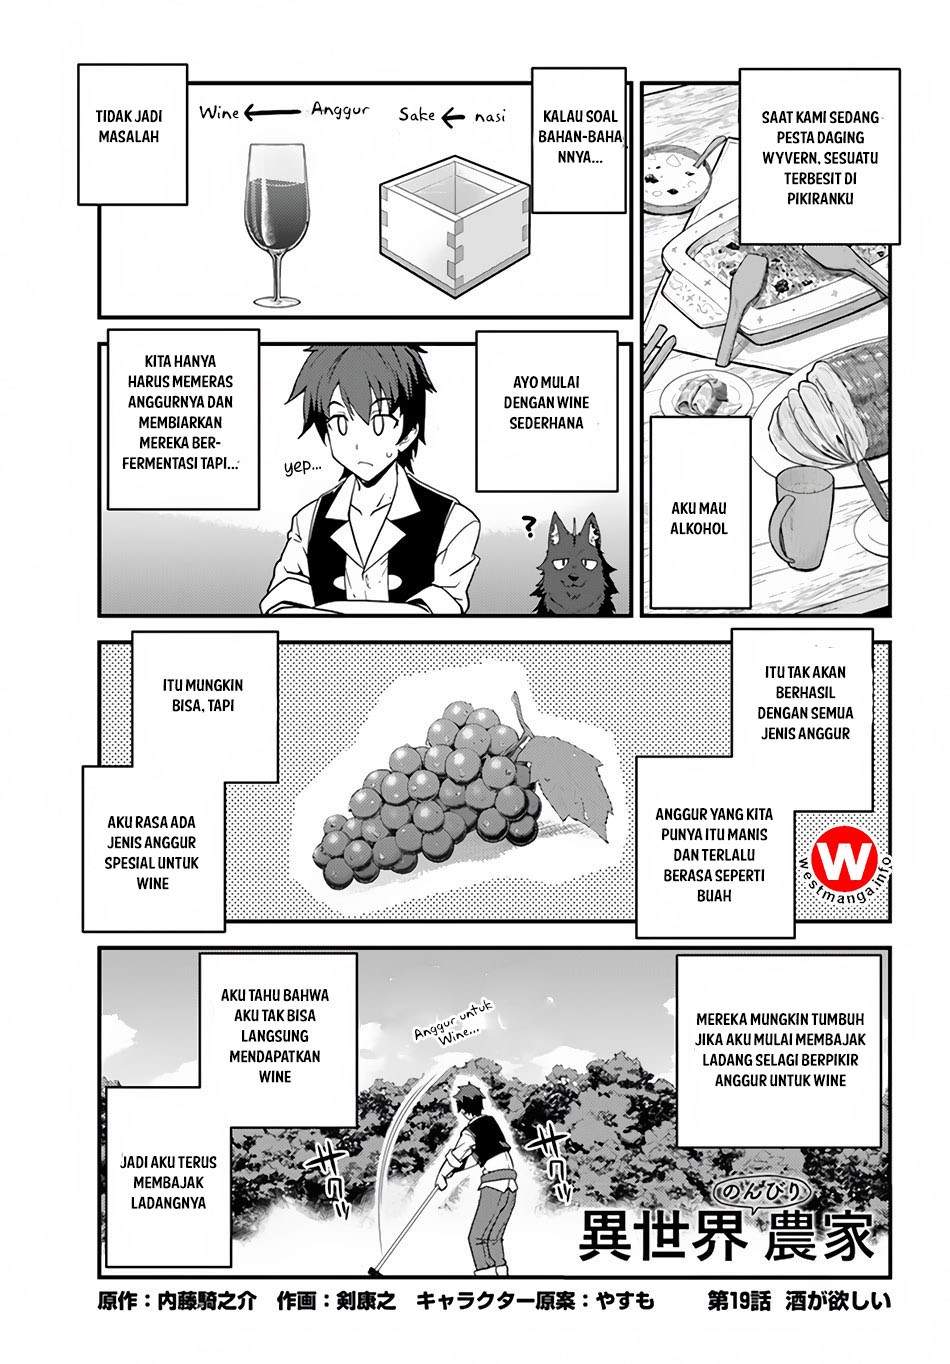 SAAT KAMI SEDANG
PESTA DAGING
WYVERN, SESUATU
TERBESIT DI
PIKIRANKU
AKU MAU
ALKOHOL
KALAU SOAL
BAHAN-BAHA
NNYA...
Sake ← nasi
Wine ← Anggur
TIDAK JADI
MASALAH
AYO MULAI
DENGAN WINE
SEDERHANA
?
KITA HANYA
HARUS MEMERAS
ANGGURNYA DAN
MEMBIARKAN
MEREKA BER-
FERMENTASI TAPI...
yep...
ITU TAK AKAN
BERHASIL
DENGAN SEMUA
JENIS ANGGUR
ANGGUR YANG KITA
PUNYA ITU MANIS
DAN TERLALU
BERASA SEPERTI
BUAH
ITU MUNGKIN
BISA, TAPI
AKU RASA ADA
JENIS ANGGUR
SPESIAL UNTUK
WINE
W
westmanga.info
MEREKA MUNGKIN TUMBUH
JIKA AKU MULAI MEMBAJAK
LADANG SELAGI BERPIKIR
ANGGUR UNTUK WINE
Anggur untuk
Wine...
AKU TAHU BAHWA
AKU TAK BISA
LANGSUNG
MENDAPATKAN
WINE
JADI AKU TERUS
MEMBAJAK
LADANGNYA
ザク
ザク
のんびり
異世界 農家
原作：内藤騎之介　作画：剣康之　キャラクター原案：やすも　第19話 酒が欲しい